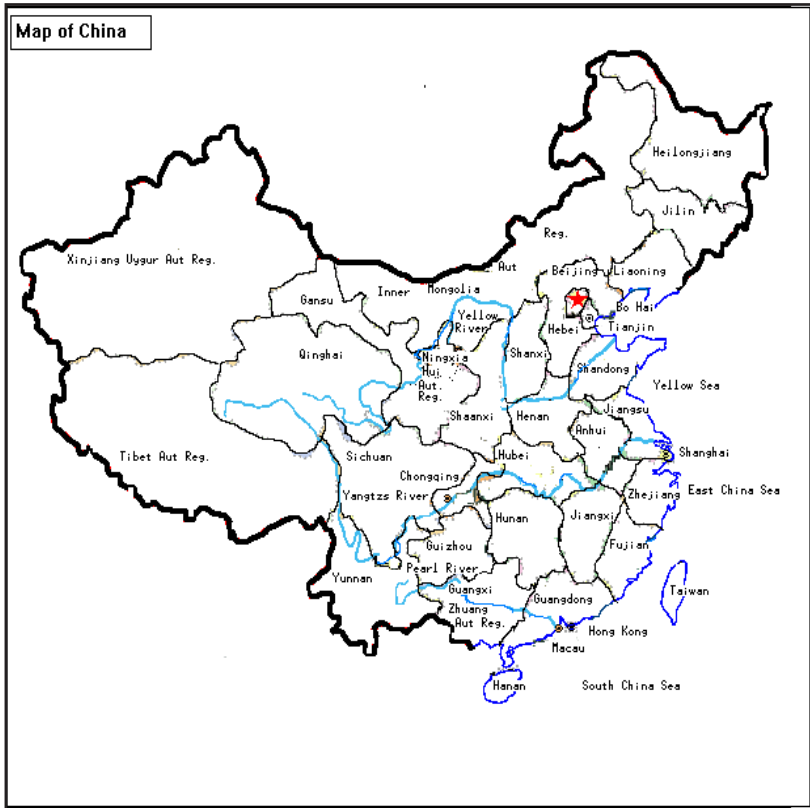 Map of China
Heilongjiang
Jilin
Reg.
Xinjiang Uygur Aut Reg.
Aut
Beijing
Liaoning
Gansu
Inner
Mongolia
Bo Hai
Yellow
River
Hebei
Tianjin
Qinghai
Ningxia
Hui
Aut.
Reg.
Shanxi
Shandong
Yellow Sea
Shaanxi
Henan
Jiangsu
Anhui
Tibet Aut Reg.
Sichuan
Hubei
Shanghai
Chongqing
Yangtzs River
Zhejiang
East China Sea
Hunan
Jiangxi
Guizhou
Fujian
Pearl River
Yunnan
Guangxi
Zhuang
Aut Reg.
Guangdong
Taiwan
Hong Kong
Macau
Hanan
South China Sea